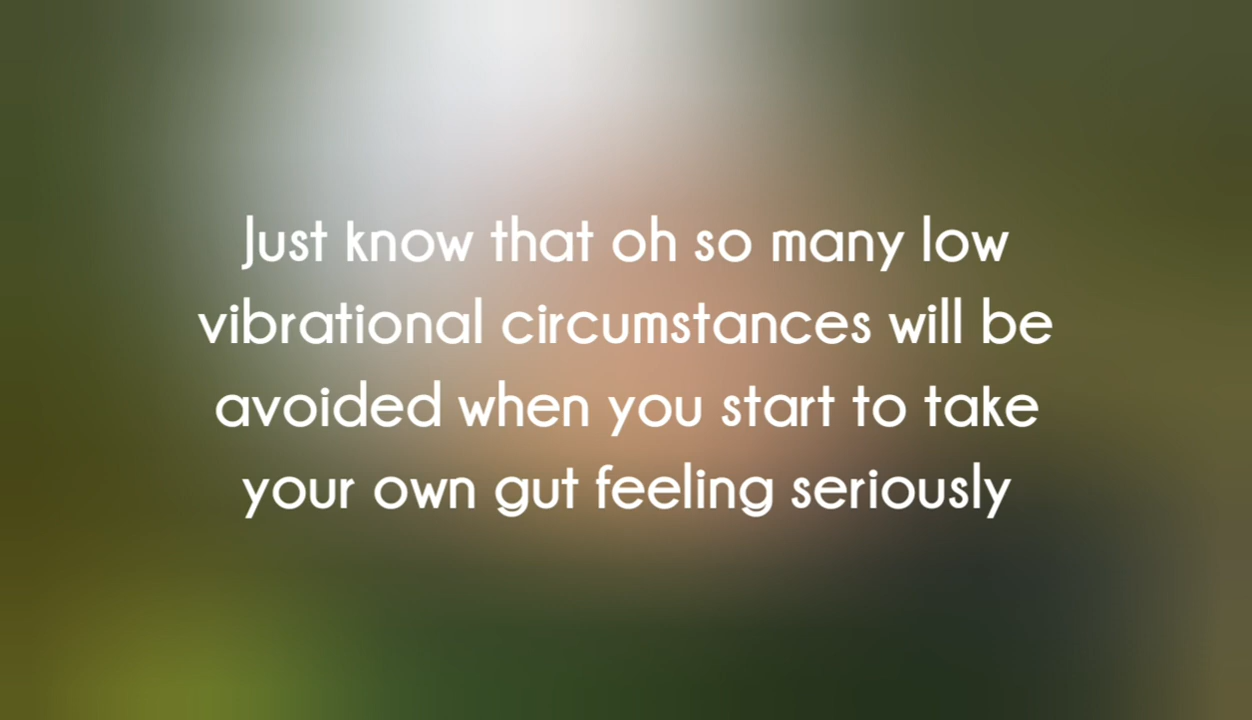 Just know that oh so many low
vibrational circumstances will be
avoided when you start to take
your own gut feeling seriously